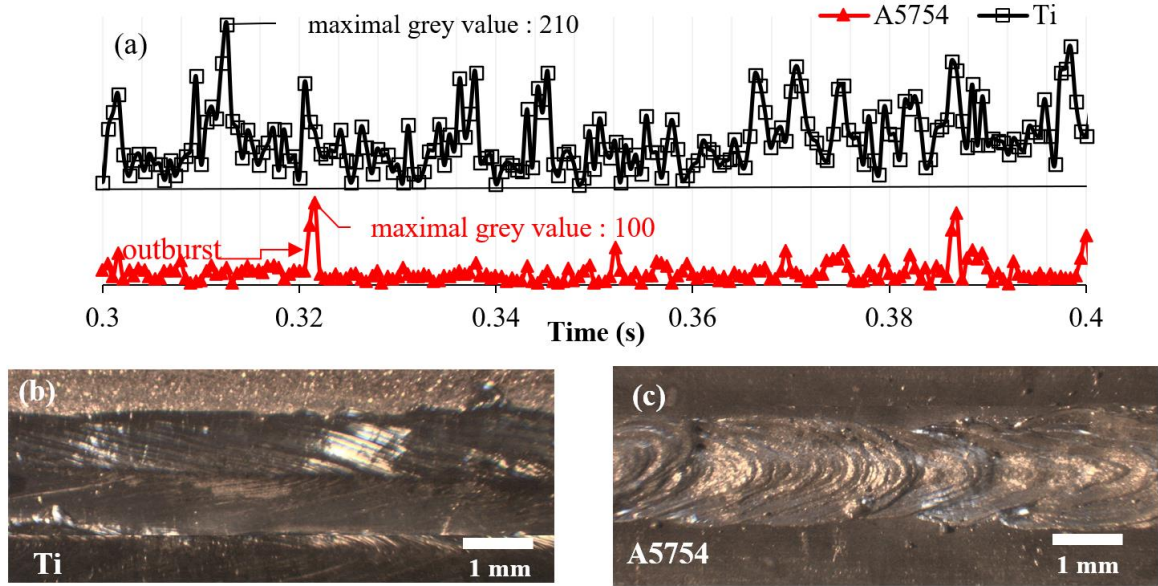 A5754 Ti
(a)
maximal grey value : 210
maximal grey value : 100
outburst
0.3 0.32 0.34 0.36 0.38 0.4
Time (s)
(b)
Ti
1 mm
(c)
A5754
1 mm